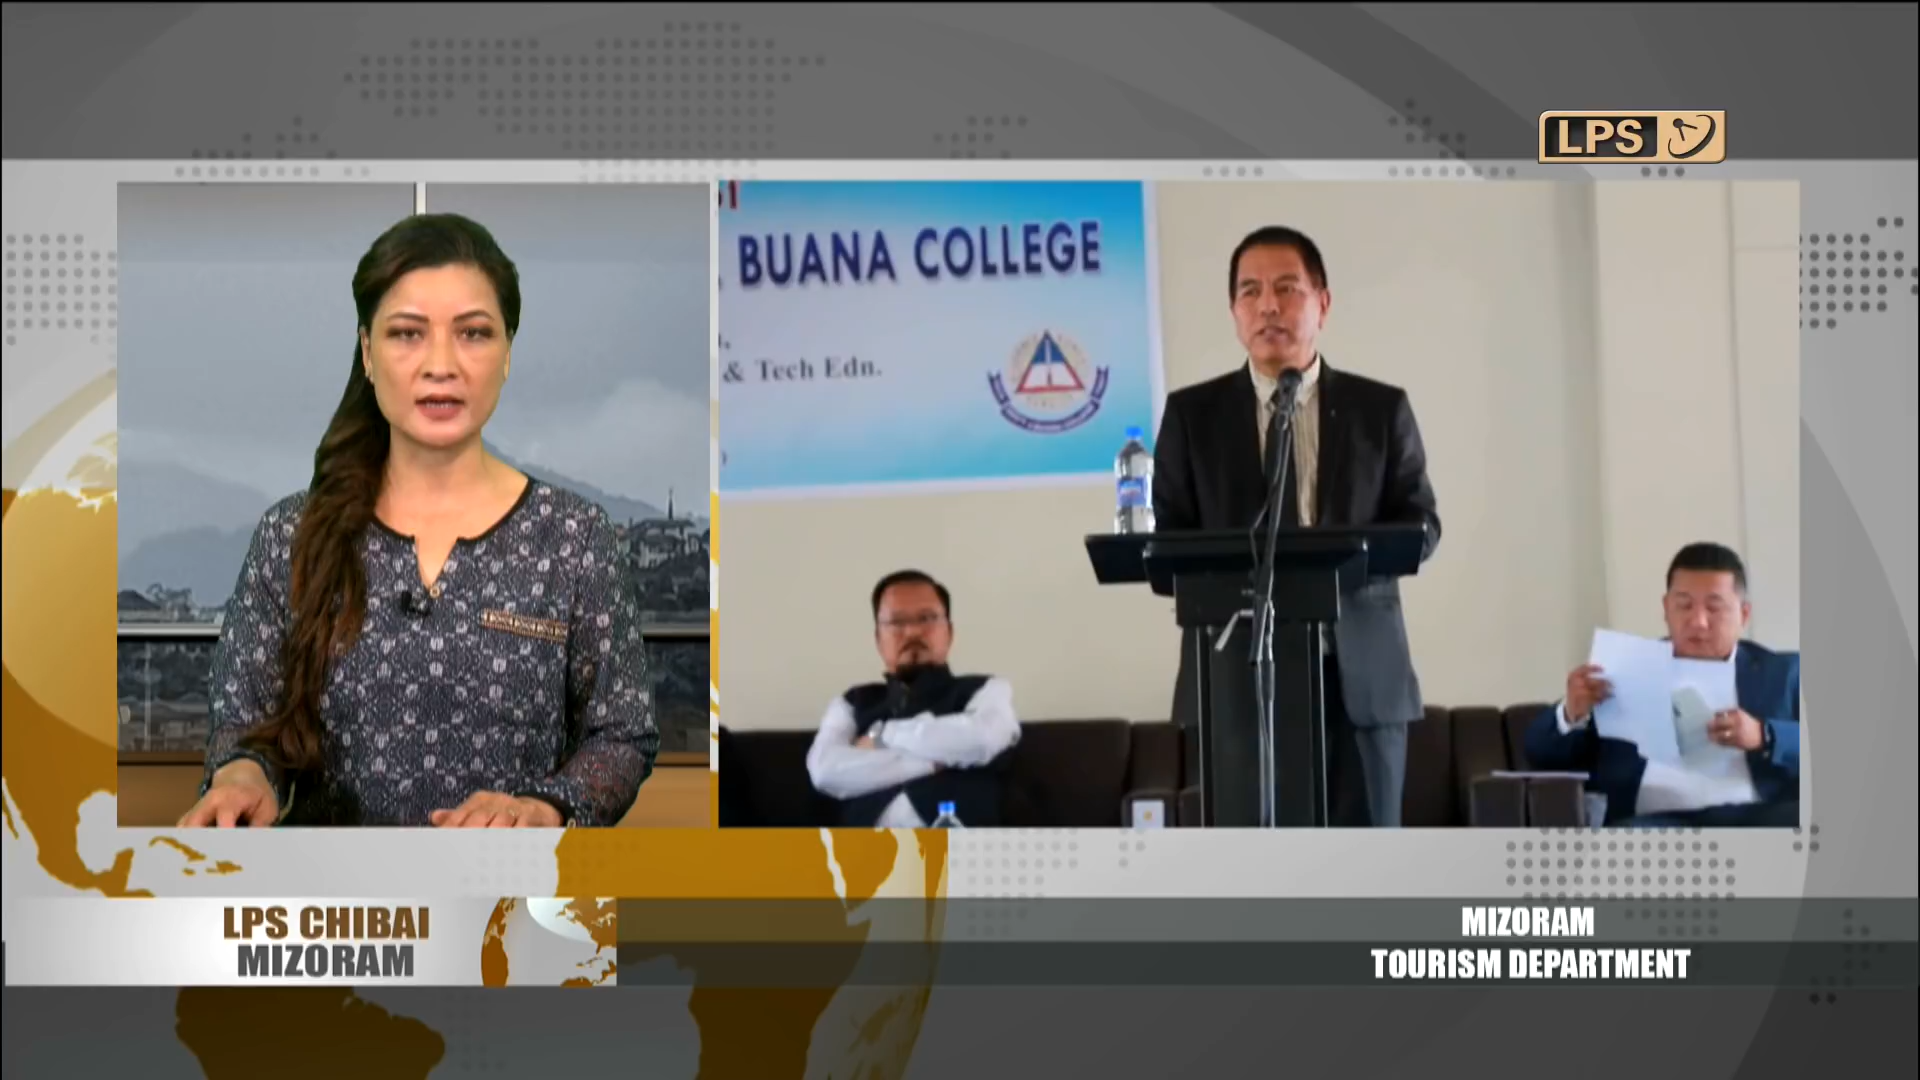 LPS
BUANA COLLEGE
& Tech Edn.
LPS CHIBAI
MIZORAM
MIZORAM
TOURISM DEPARTMENT